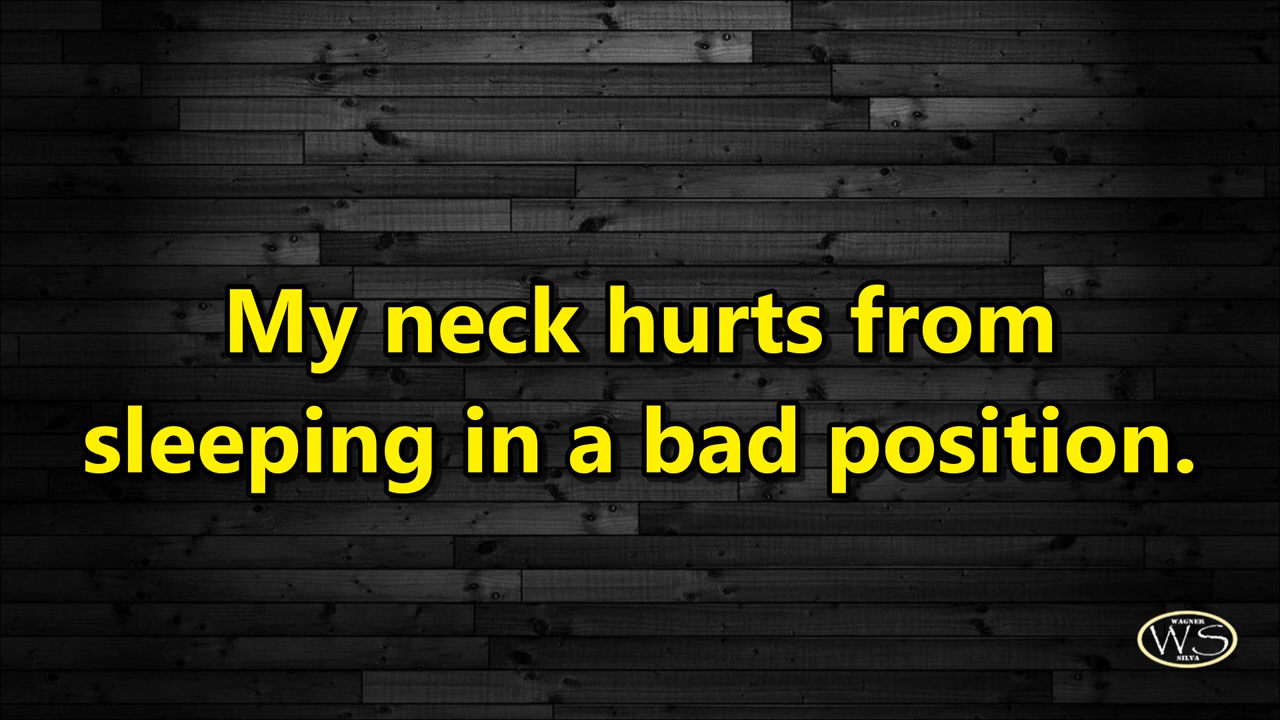 My neck hurts from
sleeping in a bad position.
WAGNER
WS
SILVA